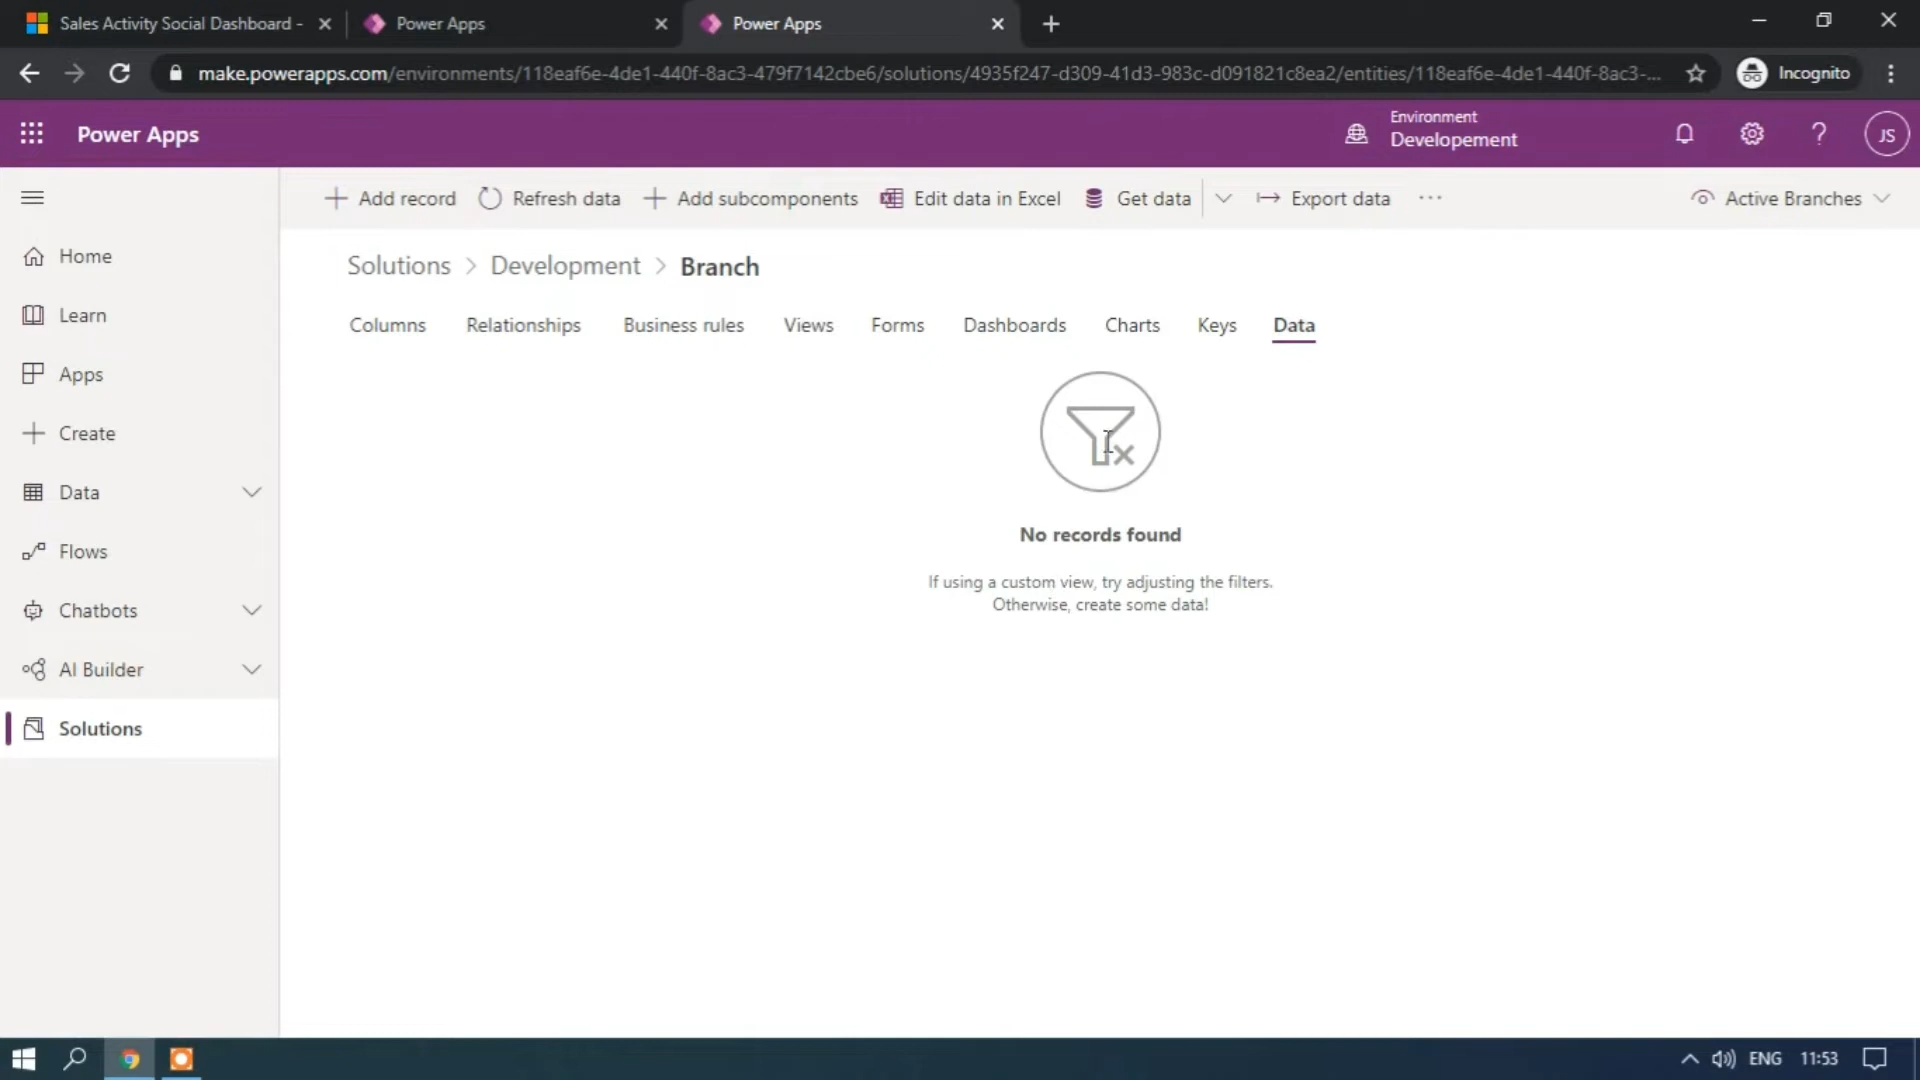 Sales Activity Social Dashboard -
Power Apps
Power Apps
make.powerapps.com/environments/118eaf6e-4de1-440f-8ac3-479f7142cbe6/solutions/4935f247-d309-41d3-983c-d091821c8ea2/entities/118eaf6e-4de1-440f-8ac3-...
Incognito
Power Apps
Environment
Developement
JS
Add record
Refresh data
Add subcomponents
Edit data in Excel
Get data
Export data
Active Branches
Home
Learn
Apps
Create
Data
Flows
Chatbots
AI Builder
Solutions
Solutions > Development > Branch
Columns Relationships Business rules Views Forms Dashboards Charts Keys Data
No records found
If using a custom view, try adjusting the filters.
Otherwise, create some data!
ENG 11:53